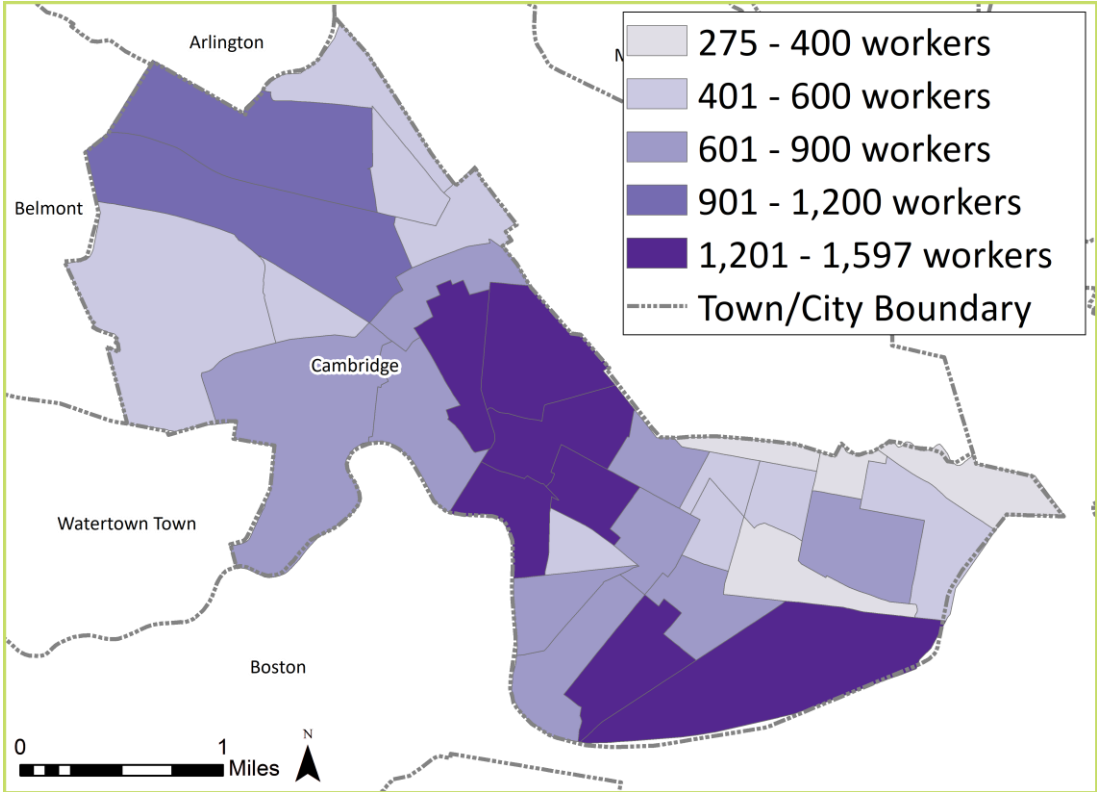 Arlington
M
275 - 400 workers
401 - 600 workers
601 - 900 workers
901 - 1,200 workers
1,201 - 1,597 workers
Town/City Boundary
Belmont
Cambridge
Watertown Town
Boston
0 1
Miles
N